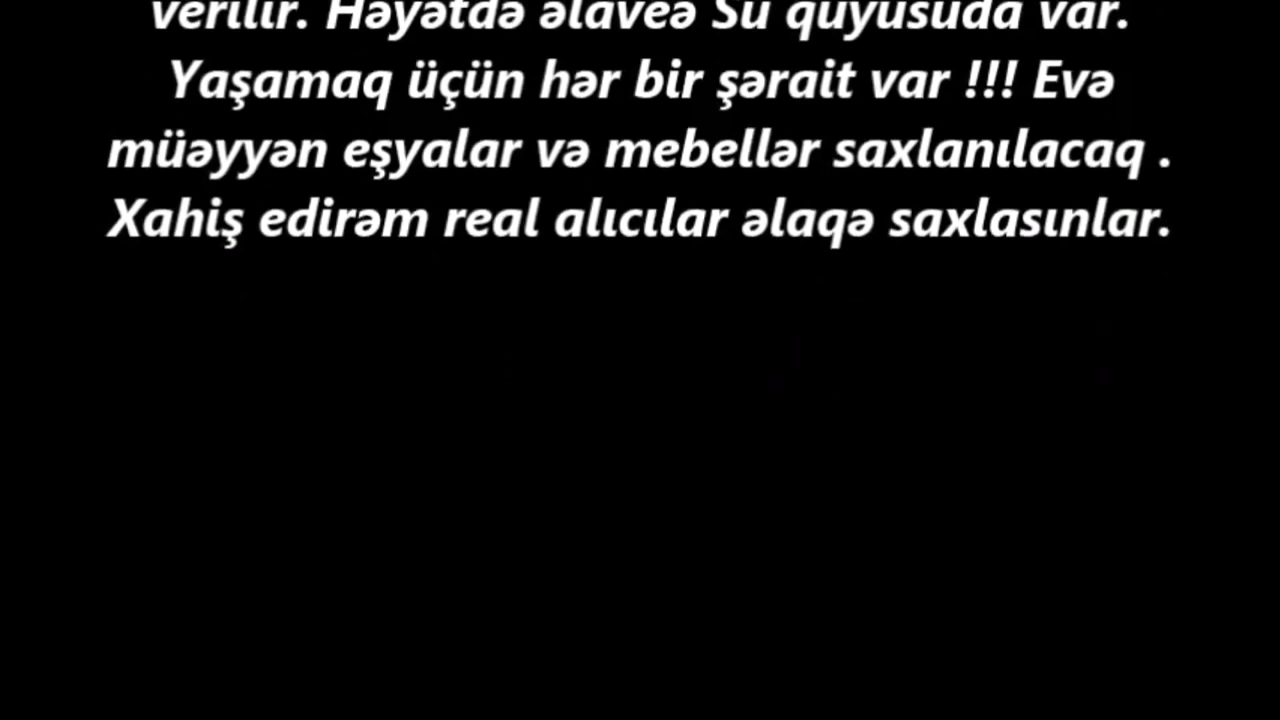 verilir. Həyətdə əlaveə Su quyusuda var.
Yaşamaq üçün hər bir şərait var !!! Evə
müəyyən eşyalar və mebellər saxlanılacaq .
Xahiş edirəm real alıcılar əlaqə saxlasınlar.